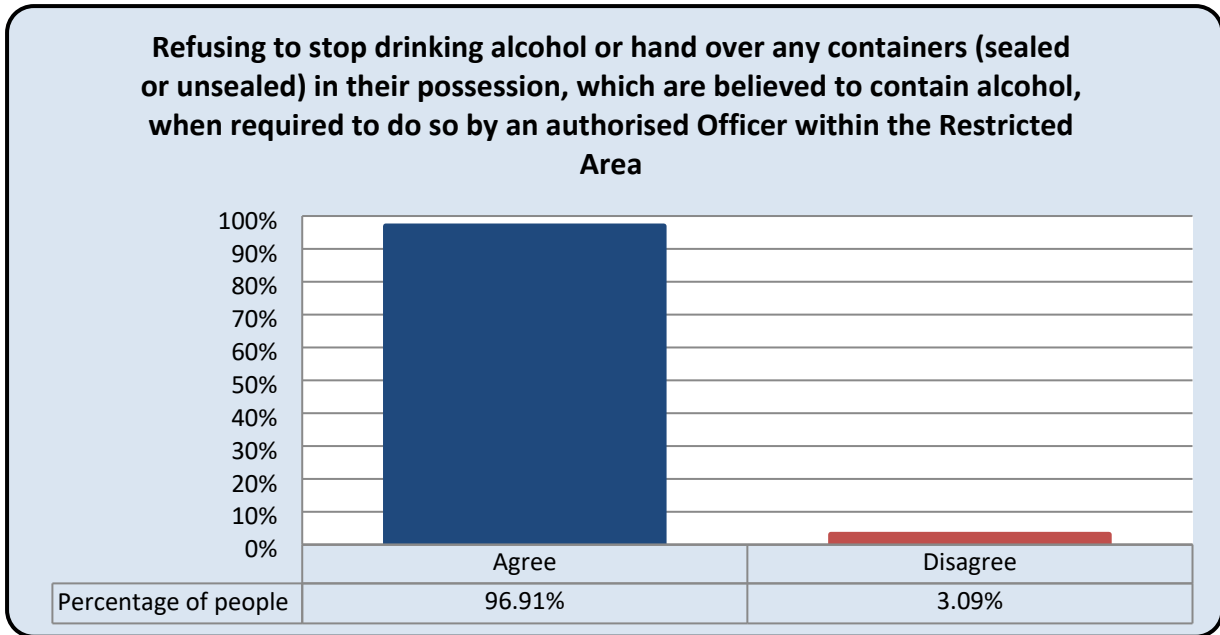 Refusing to stop drinking alcohol or hand over any containers (sealed
or unsealed) in their possession, which are believed to contain alcohol,
when required to do so by an authorised Officer within the Restricted
Area
100%
90%
80%
70%
60%
50%
40%
30%
20%
10%
0%
Agree Disagree
Percentage of people 96.91% 3.09%